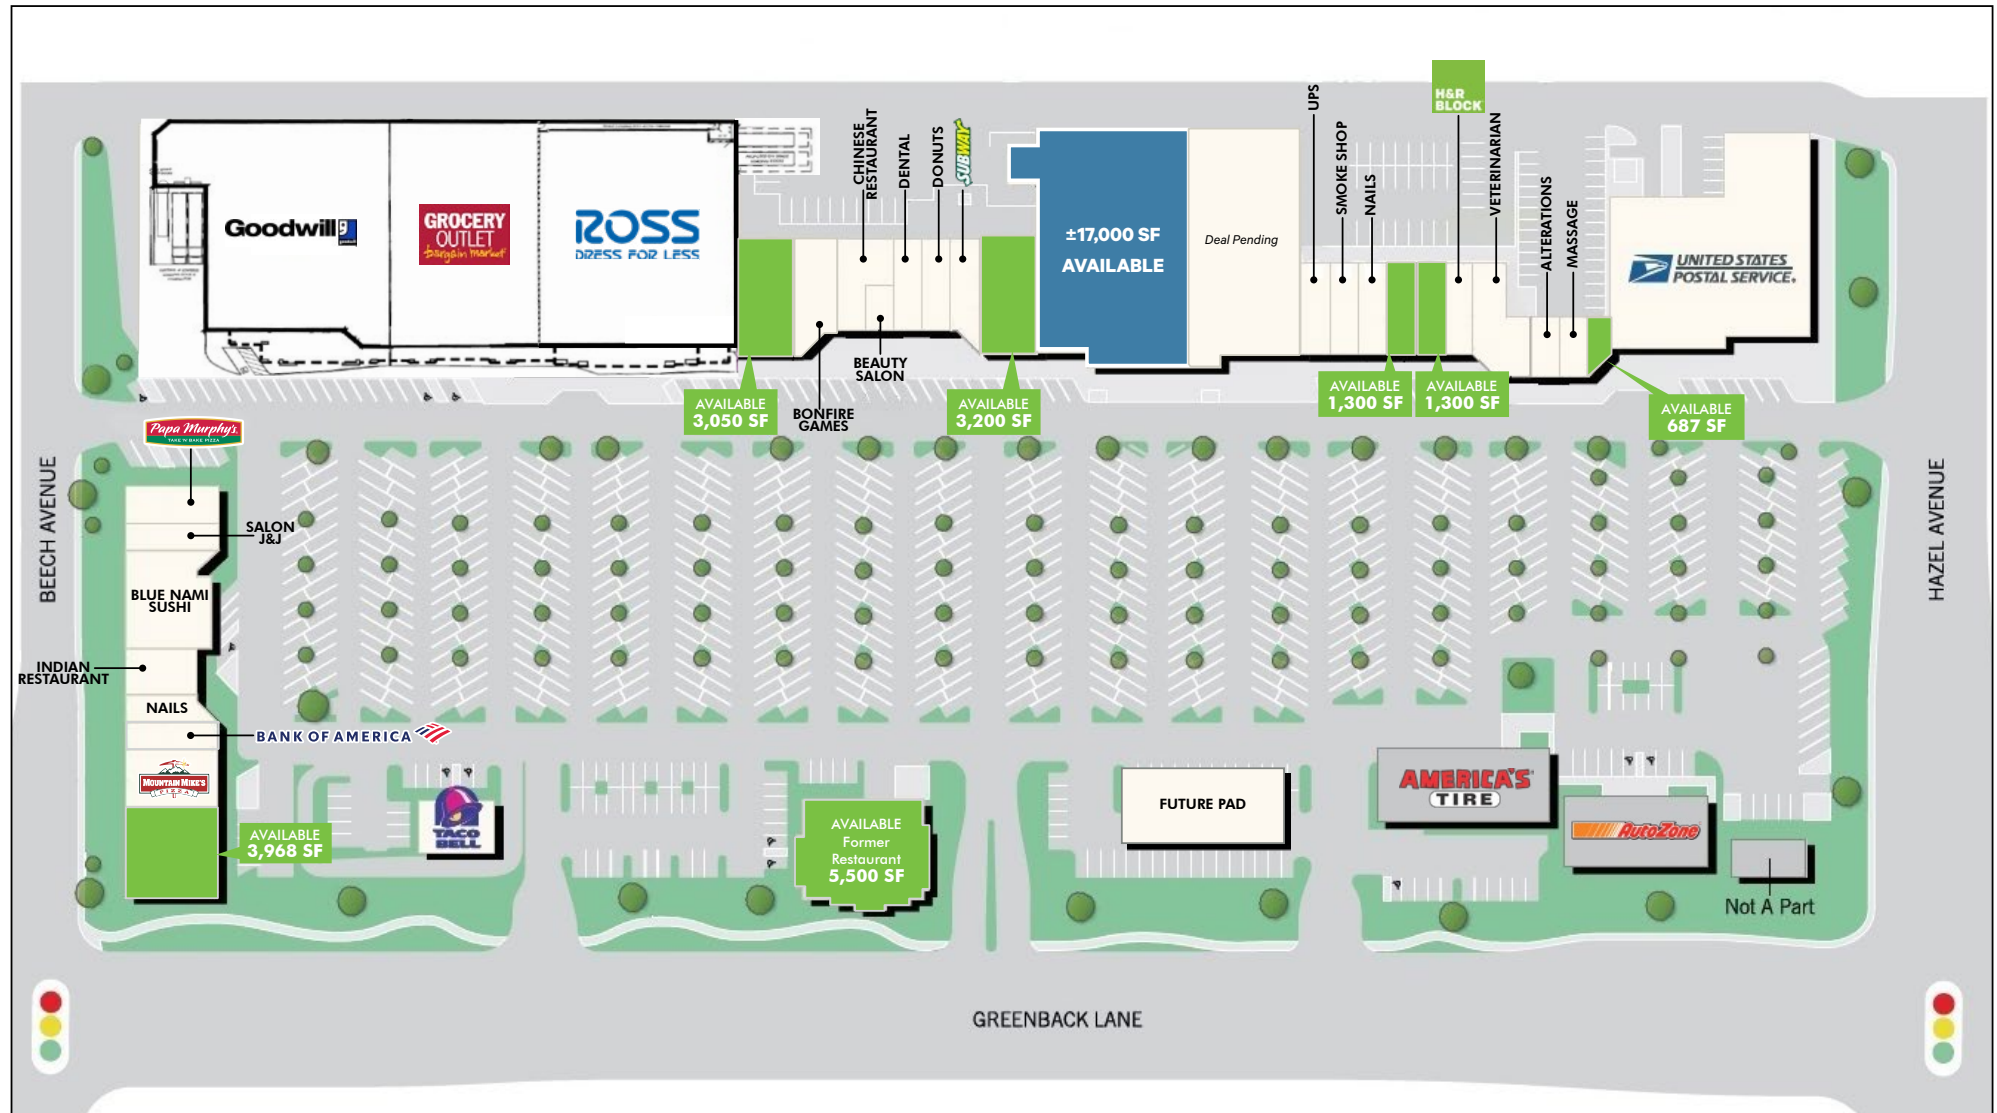 H&R
BLOCK
UPS
SMOKE SHOP
NAILS
VETERINARIAN
ALTERATIONS
MASSAGE
CHINESE
RESTAURANT
DENTAL
DONUTS
SUBWAY
Goodwill
g
goodwill
GROCERY
OUTLET
bargain market
ROSS
DRESS FOR LESS
±17,000 SF
AVAILABLE
Deal Pending
UNITED STATES
POSTAL SERVICE®
BEAUTY
SALON
BONFIRE
GAMES
AVAILABLE
3,050 SF
AVAILABLE
3,200 SF
AVAILABLE
1,300 SF
AVAILABLE
1,300 SF
AVAILABLE
687 SF
Papa Murphy's
TAKE 'N' BAKE PIZZA
BEECH AVENUE
HAZEL AVENUE
SALON
J&J
BLUE NAMI
SUSHI
INDIAN
RESTAURANT
NAILS
BANK OF AMERICA
MOUNTAIN MIKE'S
PIZZA
AVAILABLE
3,968 SF
TACO
BELL
AVAILABLE
Former
Restaurant
5,500 SF
FUTURE PAD
AMERICA'S
TIRE
AutoZone
Not A Part
GREENBACK LANE